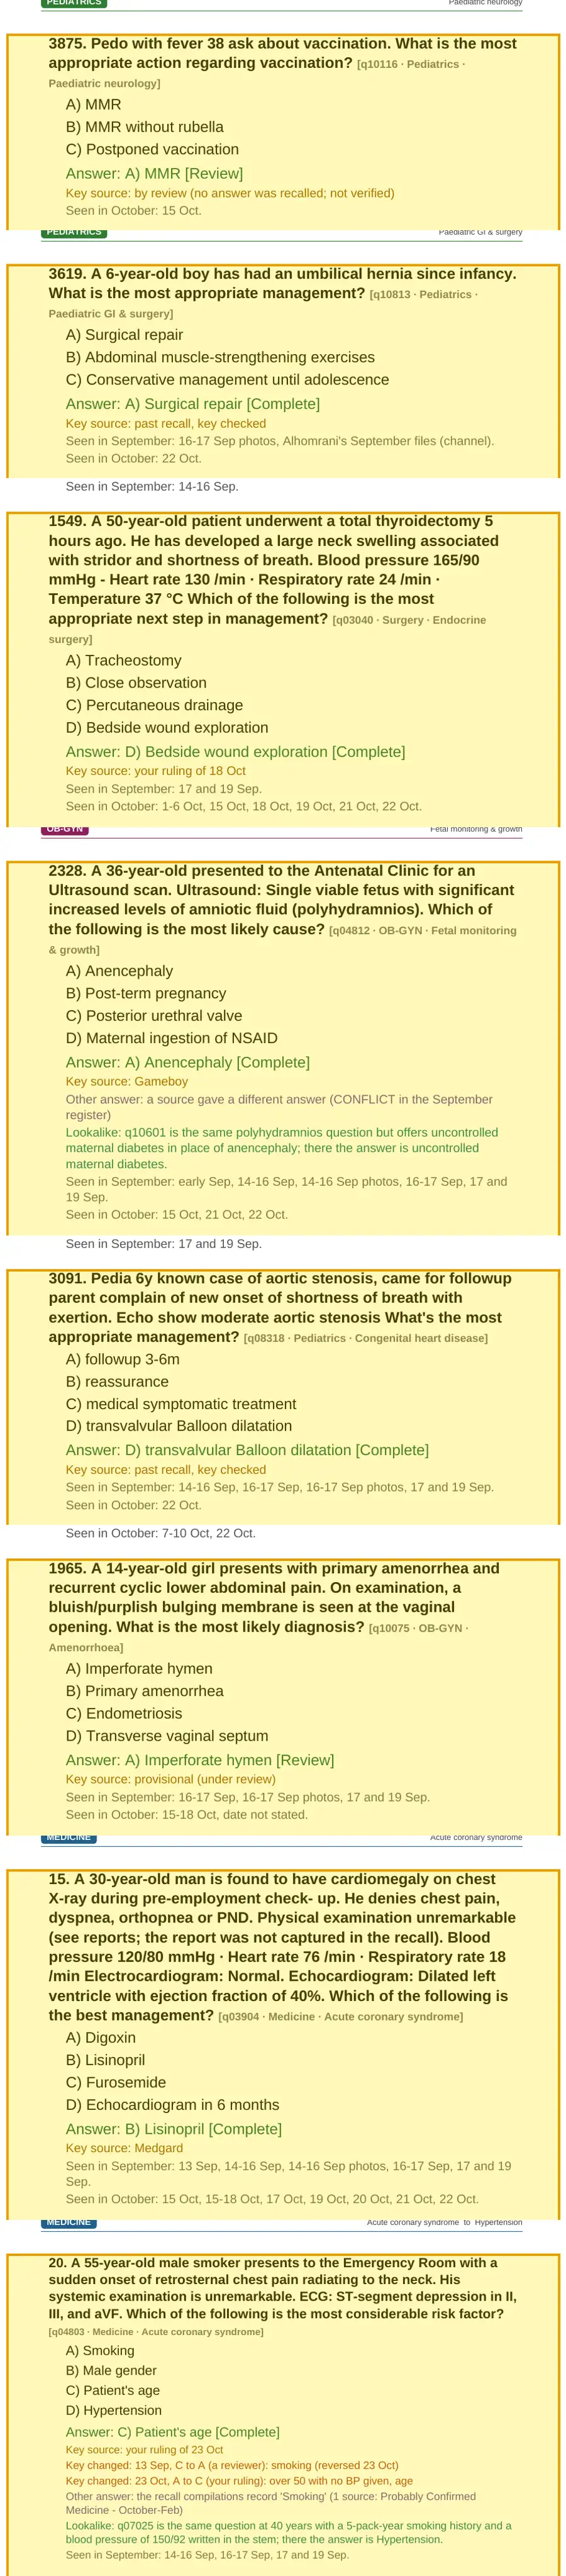 PEDIATRICS Paediatric neurology
3875. Pedo with fever 38 ask about vaccination. What is the most
appropriate action regarding vaccination? [q10116 · Pediatrics ·
Paediatric neurology]
A) MMR
B) MMR without rubella
C) Postponed vaccination
Answer: A) MMR [Review]
Key source: by review (no answer was recalled; not verified)
Seen in October: 15 Oct.
PEDIATRICS Paediatric GI & surgery
3619. A 6-year-old boy has had an umbilical hernia since infancy.
What is the most appropriate management? [q10813 · Pediatrics ·
Paediatric GI & surgery]
A) Surgical repair
B) Abdominal muscle-strengthening exercises
C) Conservative management until adolescence
Answer: A) Surgical repair [Complete]
Key source: past recall, key checked
Seen in September: 16-17 Sep photos, Alhomrani's September files (channel).
Seen in October: 22 Oct.
Seen in September: 14-16 Sep.
1549. A 50-year-old patient underwent a total thyroidectomy 5
hours ago. He has developed a large neck swelling associated
with stridor and shortness of breath. Blood pressure 165/90
mmHg - Heart rate 130 /min · Respiratory rate 24 /min ·
Temperature 37 °C Which of the following is the most
appropriate next step in management? [q03040 · Surgery · Endocrine
surgery]
A) Tracheostomy
B) Close observation
C) Percutaneous drainage
D) Bedside wound exploration
Answer: D) Bedside wound exploration [Complete]
Key source: your ruling of 18 Oct
Seen in September: 17 and 19 Sep.
Seen in October: 1-6 Oct, 15 Oct, 18 Oct, 19 Oct, 21 Oct, 22 Oct.
OB-GYN Fetal monitoring & growth
2328. A 36-year-old presented to the Antenatal Clinic for an
Ultrasound scan. Ultrasound: Single viable fetus with significant
increased levels of amniotic fluid (polyhydramnios). Which of
the following is the most likely cause? [q04812 · OB-GYN · Fetal monitoring
& growth]
A) Anencephaly
B) Post-term pregnancy
C) Posterior urethral valve
D) Maternal ingestion of NSAID
Answer: A) Anencephaly [Complete]
Key source: Gameboy
Other answer: a source gave a different answer (CONFLICT in the September
register)
Lookalike: q10601 is the same polyhydramnios question but offers uncontrolled
maternal diabetes in place of anencephaly; there the answer is uncontrolled
maternal diabetes.
Seen in September: early Sep, 14-16 Sep, 14-16 Sep photos, 16-17 Sep, 17 and
19 Sep.
Seen in October: 15 Oct, 21 Oct, 22 Oct.
Seen in September: 17 and 19 Sep.
3091. Pedia 6y known case of aortic stenosis, came for followup
parent complain of new onset of shortness of breath with
exertion. Echo show moderate aortic stenosis What's the most
appropriate management? [q08318 · Pediatrics · Congenital heart disease]
A) followup 3-6m
B) reassurance
C) medical symptomatic treatment
D) transvalvular Balloon dilatation
Answer: D) transvalvular Balloon dilatation [Complete]
Key source: past recall, key checked
Seen in September: 14-16 Sep, 16-17 Sep, 16-17 Sep photos, 17 and 19 Sep.
Seen in October: 22 Oct.
Seen in October: 7-10 Oct, 22 Oct.
1965. A 14-year-old girl presents with primary amenorrhea and
recurrent cyclic lower abdominal pain. On examination, a
bluish/purplish bulging membrane is seen at the vaginal
opening. What is the most likely diagnosis? [q10075 · OB-GYN ·
Amenorrhoea]
A) Imperforate hymen
B) Primary amenorrhea
C) Endometriosis
D) Transverse vaginal septum
Answer: A) Imperforate hymen [Review]
Key source: provisional (under review)
Seen in September: 16-17 Sep, 16-17 Sep photos, 17 and 19 Sep.
Seen in October: 15-18 Oct, date not stated.
MEDICINE Acute coronary syndrome
15. A 30-year-old man is found to have cardiomegaly on chest
X-ray during pre-employment check- up. He denies chest pain,
dyspnea, orthopnea or PND. Physical examination unremarkable
(see reports; the report was not captured in the recall). Blood
pressure 120/80 mmHg · Heart rate 76 /min · Respiratory rate 18
/min Electrocardiogram: Normal. Echocardiogram: Dilated left
ventricle with ejection fraction of 40%. Which of the following is
the best management? [q03904 · Medicine · Acute coronary syndrome]
A) Digoxin
B) Lisinopril
C) Furosemide
D) Echocardiogram in 6 months
Answer: B) Lisinopril [Complete]
Key source: Medgard
Seen in September: 13 Sep, 14-16 Sep, 14-16 Sep photos, 16-17 Sep, 17 and 19
Sep.
Seen in October: 15 Oct, 15-18 Oct, 17 Oct, 19 Oct, 20 Oct, 21 Oct, 22 Oct.
MEDICINE Acute coronary syndrome to Hypertension
20. A 55-year-old male smoker presents to the Emergency Room with a
sudden onset of retrosternal chest pain radiating to the neck. His
systemic examination is unremarkable. ECG: ST-segment depression in II,
III, and aVF. Which of the following is the most considerable risk factor?
[q04803 · Medicine · Acute coronary syndrome]
A) Smoking
B) Male gender
C) Patient's age
D) Hypertension
Answer: C) Patient's age [Complete]
Key source: your ruling of 23 Oct
Key changed: 13 Sep, C to A (a reviewer): smoking (reversed 23 Oct)
Key changed: 23 Oct, A to C (your ruling): over 50 with no BP given, age
Other answer: the recall compilations record 'Smoking' (1 source: Probably Confirmed
Medicine - October-Feb)
Lookalike: q07025 is the same question at 40 years with a 5-pack-year smoking history and a
blood pressure of 150/92 written in the stem; there the answer is Hypertension.
Seen in September: 14-16 Sep, 16-17 Sep, 17 and 19 Sep.